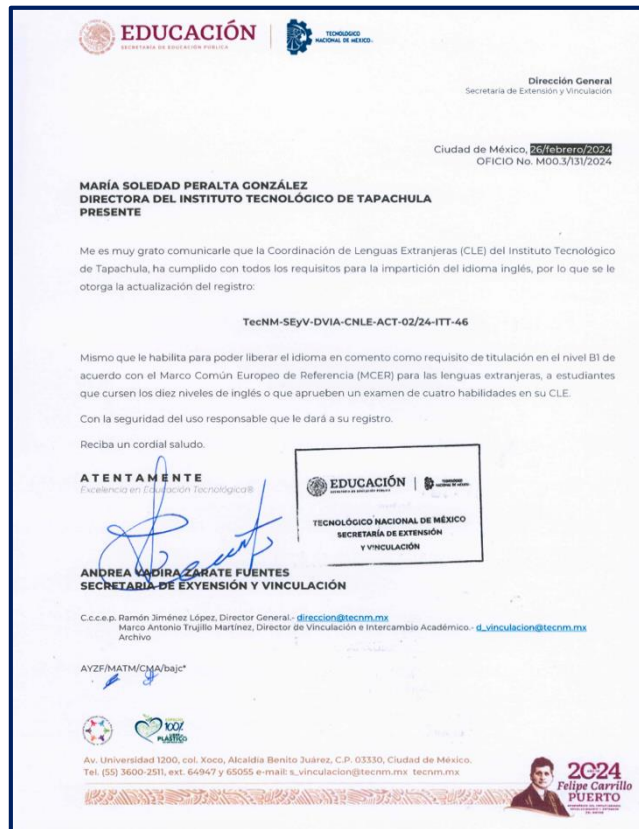 EDUCACIÓN
SECRETARÍA DE EDUCACIÓN PÚBLICA
TECNOLÓGICO
NACIONAL DE MÉXICO
Dirección General
Secretaría de Extensión y Vinculación
Ciudad de México, 26/febrero/2024
OFICIO No. M00.3/131/2024
MARÍA SOLEDAD PERALTA GONZÁLEZ
DIRECTORA DEL INSTITUTO TECNOLÓGICO DE TAPACHULA
PRESENTE
Me es muy grato comunicarle que la Coordinación de Lenguas Extranjeras (CLE) del Instituto Tecnológico
de Tapachula, ha cumplido con todos los requisitos para la impartición del idioma inglés, por lo que se le
otorga la actualización del registro:
TecNM-SEyV-DVIA-CNLE-ACT-02/24-ITT-46
Mismo que le habilita para poder liberar el idioma en comento como requisito de titulación en el nivel B1 de
acuerdo con el Marco Común Europeo de Referencia (MCER) para las lenguas extranjeras, a estudiantes
que cursen los diez niveles de inglés o que aprueben un examen de cuatro habilidades en su CLE.
Con la seguridad del uso responsable que le dará a su registro.
Reciba un cordial saludo.
ATENTAMENTE
Excelencia en Educación Tecnológica®
EDUCACIÓN
TECNOLÓGICO NACIONAL DE MÉXICO
SECRETARÍA DE EXTENSIÓN
Y VINCULACIÓN
ANDREA YADIRA ZARATE FUENTES
SECRETARIA DE EXYENSIÓN Y VINCULACIÓN
C.c.c.e.p. Ramón Jiménez López, Director General.- direccion@tecnm.mx
Marco Antonio Trujillo Martínez, Director de Vinculación e Intercambio Académico.- d_vinculacion@tecnm.mx
Archivo
AYZF/MATM/CMA/bajc*
100%
PLÁSTICO
Av. Universidad 1200, col. Xoco, Alcaldía Benito Juárez, C.P. 03330, Ciudad de México.
Tel. (55) 3600-2511, ext. 64947 y 65055 e-mail: s_vinculacion@tecnm.mx tecnm.mx
2024
Felipe Carrillo
PUERTO